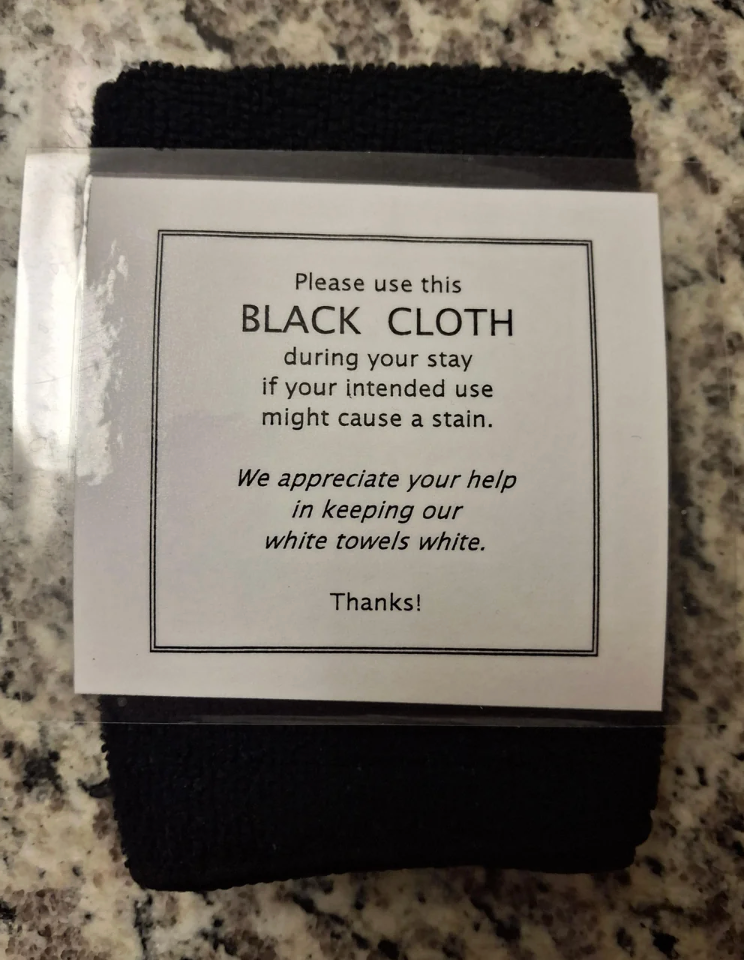 Please use this
BLACK CLOTH
during your stay
if your intended use
might cause a stain.
We appreciate your help
in keeping our
white towels white.
Thanks!